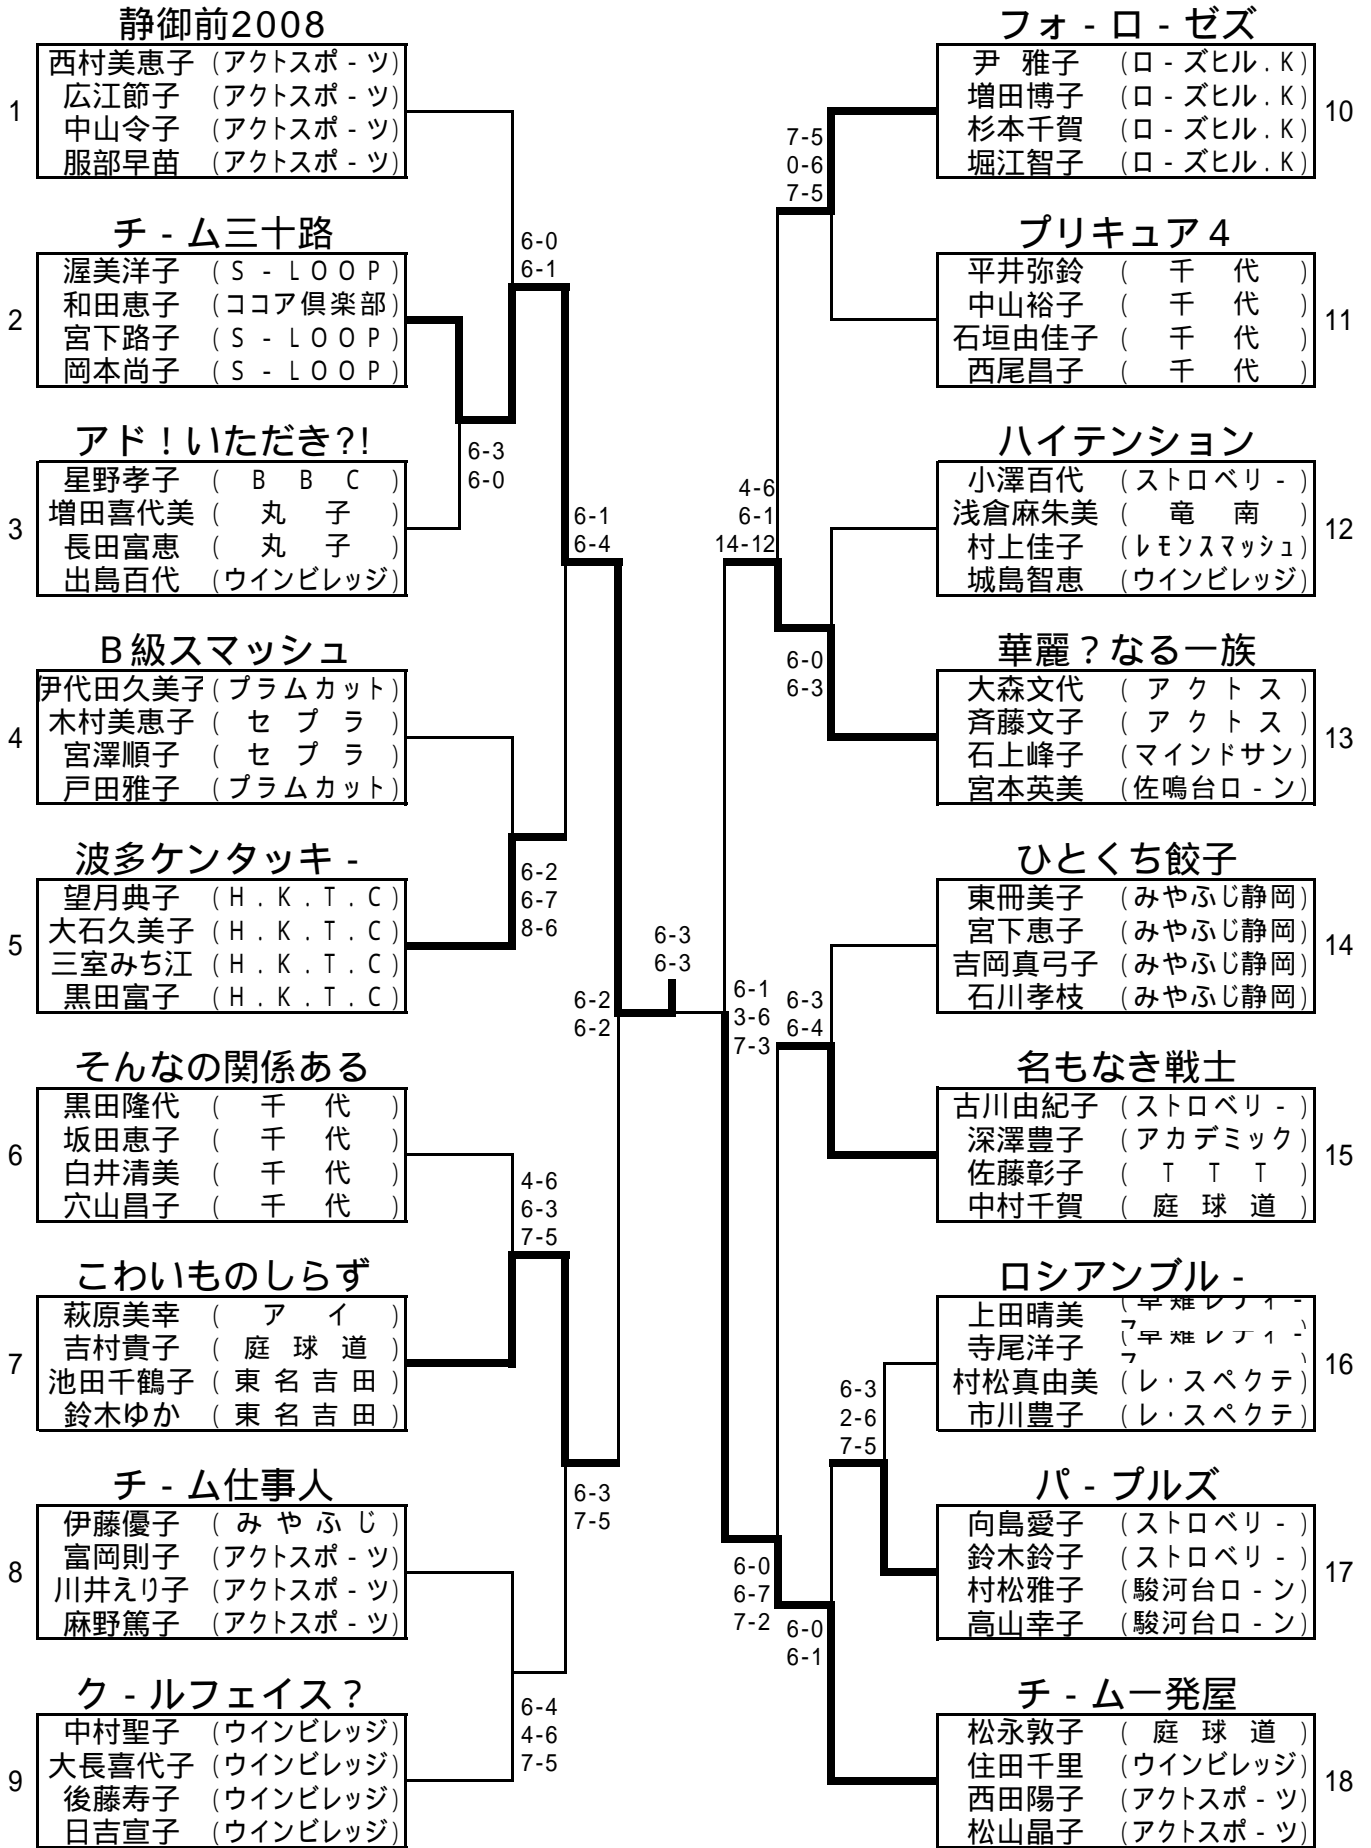 静御前2008
1
西村美恵子 (アクトスポ - ツ)
広江節子 (アクトスポ - ツ)
中山令子 (アクトスポ - ツ)
服部早苗 (アクトスポ - ツ)
チ - ム三十路
2
渥美洋子 (S - LOOP)
和田恵子 (ココア倶楽部)
宮下路子 (S - LOOP)
岡本尚子 (S - LOOP)
アド！いただき?!
3
星野孝子 (BBC)
増田喜代美 (丸 子)
長田富恵 (丸 子)
出島百代 (ウインビレッジ)
B級スマッシュ
4
伊代田久美子 (プラムカット)
木村美恵子 (セプラ)
宮澤順子 (セプラ)
戸田雅子 (プラムカット)
波多ケンタッキ -
5
望月典子 (H.K.T.C)
大石久美子 (H.K.T.C)
三室みち江 (H.K.T.C)
黒田富子 (H.K.T.C)
そんなの関係ある
6
黒田隆代 (千 代)
坂田恵子 (千 代)
白井清美 (千 代)
穴山昌子 (千 代)
こわいものしらず
7
萩原美幸 (ア イ)
吉村貴子 (庭球道)
池田千鶴子 (東名吉田)
鈴木ゆか (東名吉田)
チ - ム仕事人
8
伊藤優子 (みやふじ)
富岡則子 (アクトスポ - ツ)
川井えり子 (アクトスポ - ツ)
麻野篤子 (アクトスポ - ツ)
ク - ルフェイス？
9
中村聖子 (ウインビレッジ)
大長喜代子 (ウインビレッジ)
後藤寿子 (ウインビレッジ)
日吉宣子 (ウインビレッジ)
6-0
6-1
6-3
6-0
6-1
6-4
6-2
6-7
8-6
6-2
6-2
4-6
6-3
7-5
6-3
7-5
6-4
4-6
7-5
6-3
6-3
7-5
0-6
7-5
4-6
6-1
14-12
6-0
6-3
6-1
3-6
7-3
6-3
6-4
6-3
2-6
7-5
6-0
6-7
7-2
6-0
6-1
フォ - ロ - ゼズ
10
尹 雅子 (ロ - ズヒル.K)
増田博子 (ロ - ズヒル.K)
杉本千賀 (ロ - ズヒル.K)
堀江智子 (ロ - ズヒル.K)
プリキュア４
11
平井弥鈴 (千 代)
中山裕子 (千 代)
石垣由佳子 (千 代)
西尾昌子 (千 代)
ハイテンション
12
小澤百代 (ストロベリ - )
浅倉麻朱美 (竜 南)
村上佳子 (レモンスマッシュ)
城島智恵 (ウインビレッジ)
華麗？なる一族
13
大森文代 (アクトス)
斉藤文子 (アクトス)
石上峰子 (マインドサン)
宮本英美 (佐鳴台ロ - ン)
ひとくち餃子
14
東冊美子 (みやふじ静岡)
宮下恵子 (みやふじ静岡)
吉岡真弓子 (みやふじ静岡)
石川孝枝 (みやふじ静岡)
名もなき戦士
15
古川由紀子 (ストロベリ - )
深澤豊子 (アカデミック)
佐藤彰子 (TTT)
中村千賀 (庭球道)
ロシアンブル -
16
上田晴美
寺尾洋子
村松真由美 (レ・スペクテ)
市川豊子 (レ・スペクテ)
パ - プルズ
17
向島愛子 (ストロベリ - )
鈴木鈴子 (ストロベリ - )
村松雅子 (駿河台ロ - ン)
高山幸子 (駿河台ロ - ン)
チ - ム一発屋
18
松永敦子 (庭球道)
住田千里 (ウインビレッジ)
西田陽子 (アクトスポ - ツ)
松山晶子 (アクトスポ - ツ)